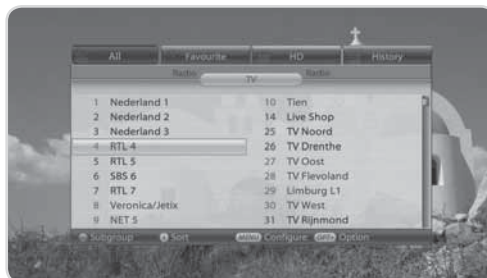 All Favourite HD History
Radio TV Radio
1 Nederland 1
2 Nederland 2
3 Nederland 3
4 RTL 4
5 RTL 5
6 SBS 6
7 RTL 7
8 Veronica/Jetix
9 NET 5
10 Tien
14 Live Shop
25 TV Noord
26 TV Drenthe
27 TV Oost
28 TV Flevoland
29 Limburg L1
30 TV West
31 TV Rijnmond
Subgroup Sort MENU Configure OPT+ Option